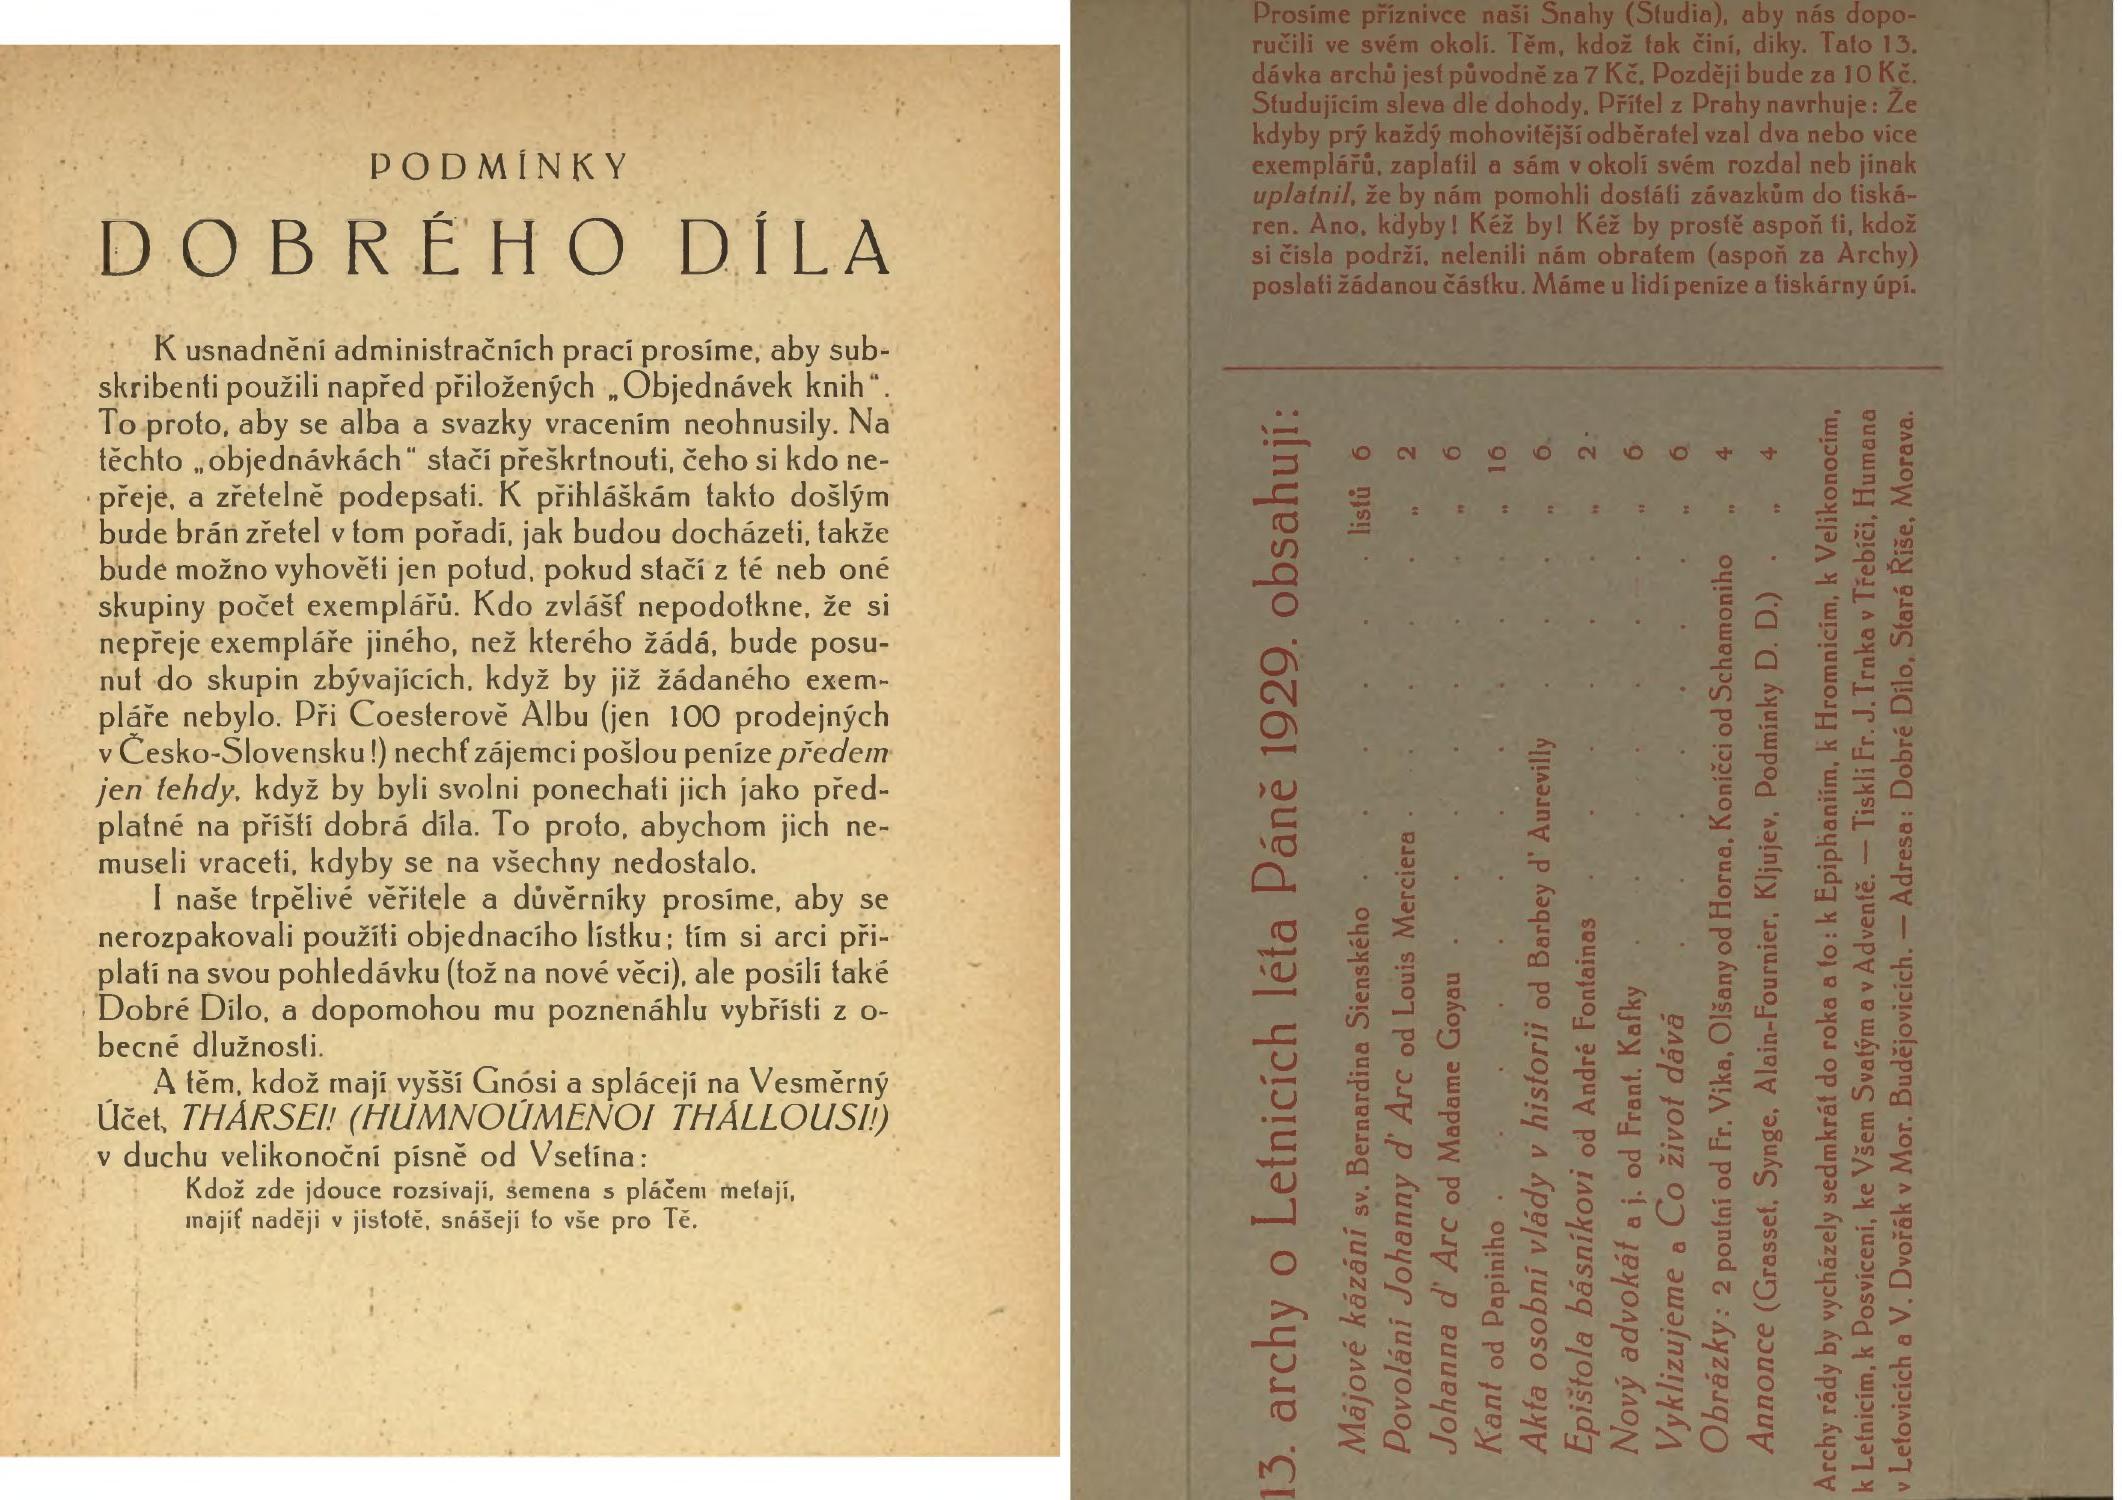 PODMÍNKY
DOBRÉHO DÍLA
K usnadnění administračních prací prosíme, aby sub-
skribenti použili napřed přiložených „Objednávek knih".
To proto, aby se alba a svazky vracením neohnusily. Na
těchto „objednávkách" stačí přeškrtnouti, čeho si kdo ne-
přeje, a zřetelně podepsati. K přihláškám takto došlým
bude brán zřetel v tom pořadí, jak budou docházeti, takže
bude možno vyhověti jen potud, pokud stačí z té neb oné
skupiny počet exemplářů. Kdo zvlášť nepodotkne, že si
nepřeje exempláře jiného, než kterého žádá, bude posu-
nut do skupin zbývajících, když by již žádaného exem-
pláře nebylo. Při Coesterově Albu (jen 100 prodejných
v Česko-Slovensku!) nechť zájemci pošlou peníze předem
jen tehdy, když by byli svolni ponechati jich jako před-
platné na příští dobrá díla. To proto, abychom jich ne-
museli vraceti, kdyby se na všechny nedostalo.
I naše trpělivé věřitele a důvěrníky prosíme, aby se
nerozpakovali použíti objednacího lístku; tím si arci při-
platí na svou pohledávku (tož na nové věci), ale posílí také
Dobré Dílo, a dopomohou mu poznenáhlu vybřísti z o-
becné dlužnosti.
A těm, kdož mají vyšší Gnósi a splácejí na Vesměrný
Účet, THÁRSEI! (HUMNOÚMENOI THÁLLOUSI!)
v duchu velikonoční písně od Vsetína:
Kdož zde jdouce rozsívají, semena s pláčem metají,
majíť naději v jistotě, snášejí to vše pro Tě.
Prosíme příznivce naší Snahy (Studia), aby nás dopo-
ručili ve svém okolí. Těm, kdož tak činí, díky. Tato 13.
dávka archů jest původně za 7 Kč. Později bude za 10 Kč.
Studujícím sleva dle dohody. Přítel z Prahy navrhuje: Že
kdyby prý každý mohovitější odběratel vzal dva nebo více
exemplářů, zaplatil a sám v okolí svém rozdal neb jinak
uplatnil, že by nám pomohli dostáti závazkům do tiská-
ren. Ano, kdyby! Kéž by! Kéž by prostě aspoň ti, kdož
si čísla podrží, nelenili nám obratem (aspoň za Archy)
poslati žádanou částku. Máme u lidí peníze a tiskárny úpí.
13. archy o Letnicích léta Páně 1929. obsahují:
Májové kázání sv. Bernardina Sienského . . . . . . listů 6
Povolání Johanny d' Arc od Louis Merciera . . . . . „ 2
Johanna d' Arc od Madame Goyau . . . . . . . „ 6
Kant od Papiniho . . . . . . . . . . . „ 16
Akta osobní vlády v historii od Barbey d' Aurevilly . . . . „ 6
Epištola básníkovi od André Fontainas . . . . . . „ 2
Nový advokát a j. od Frant. Kafky . . . . . . . „ 6
Vyklizujeme a Co život dává . . . . . . . „ 6
Obrázky: 2 poutní od Fr. Vika, Olšany od Horna, Koníčci od Schamoniho „ 4
Annonce (Grasset, Synge, Alain-Fournier, Kljujev, Podmínky D. D.) . „ 4
Archy rády by vycházely sedmkrát do roka a to: k Epiphaniím, k Hromnicím, k Velikonocím,
k Letnicím, k Posvícení, ke Všem Svatým a v Adventě. — Tiskli Fr. J. Trnka v Třebíči, Humana
v Letovicích a V. Dvořák v Mor. Budějovicích. — Adresa: Dobré Dílo, Stará Říše, Morava.